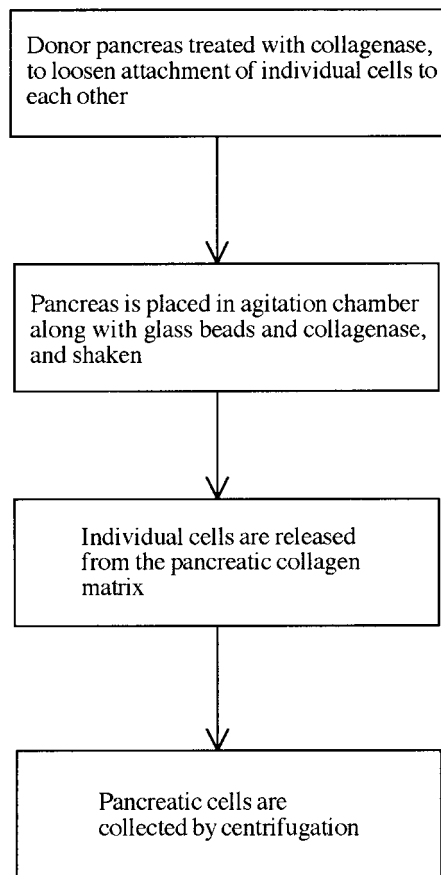 Donor pancreas treated with collagenase,
to loosen attachment of individual cells to
each other
Pancreas is placed in agitation chamber
along with glass beads and collagenase,
and shaken
Individual cells are released
from the pancreatic collagen
matrix
Pancreatic cells are
collected by centrifugation